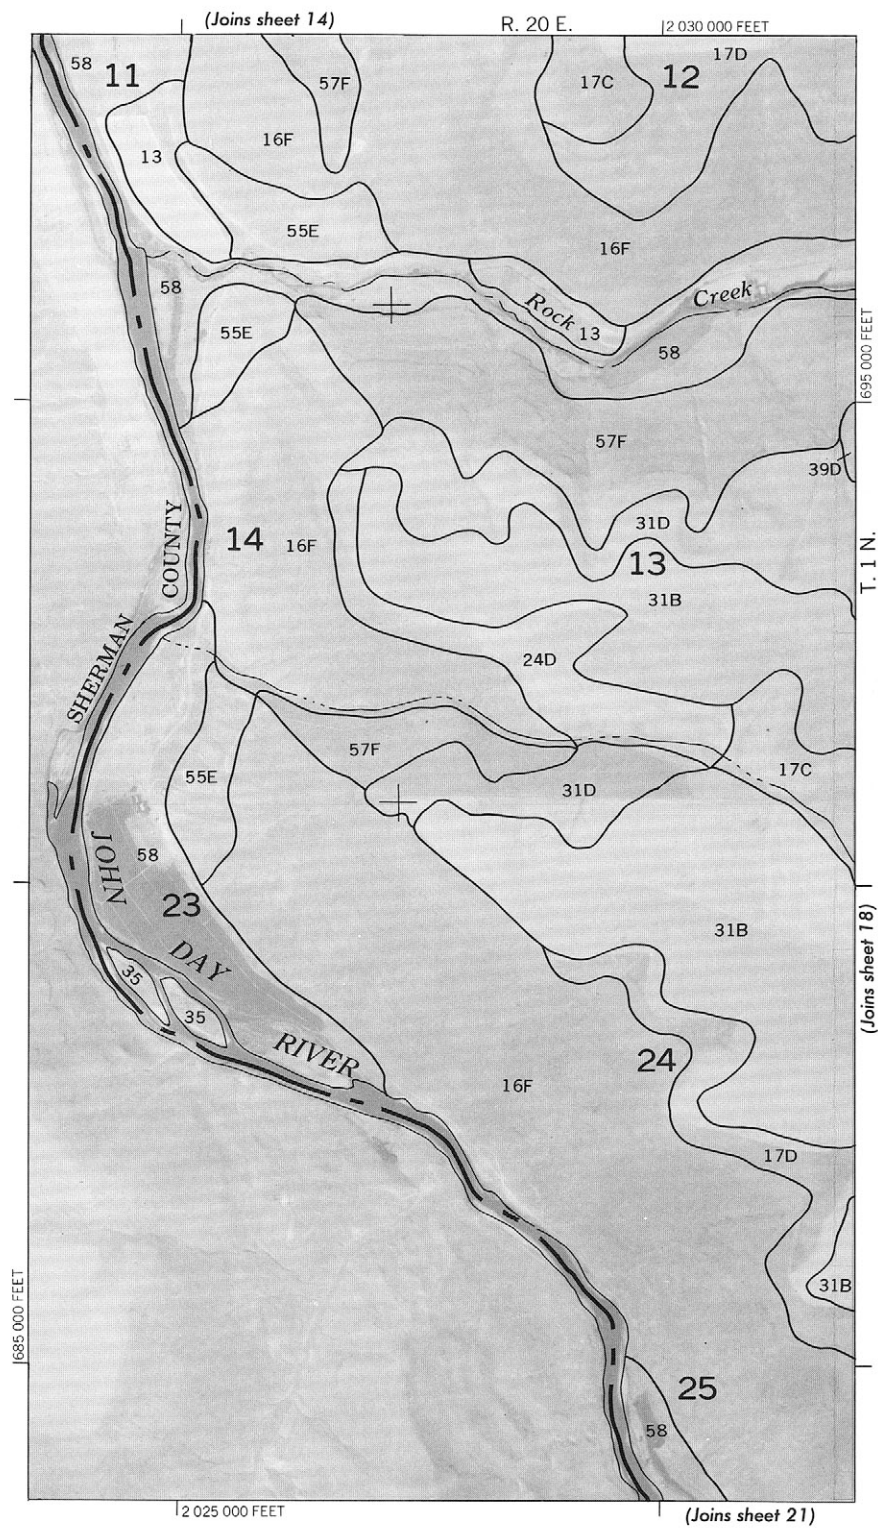 (Joins sheet 14)
R. 20 E.
2 030 000 FEET
58
11
57F
17C
12
17D
13
16F
55E
16F
58
Rock Creek
13
58
55E
695 000 FEET
57F
39D
31D
COUNTY
14
16F
13
T. 1 N.
31B
SHERMAN
24D
57F
17C
55E
31D
58
JOHN
23
31B
DAY
(Joins sheet 18)
35
35
RIVER
24
16F
17D
31B
685 000 FEET
25
58
2 025 000 FEET
(Joins sheet 21)